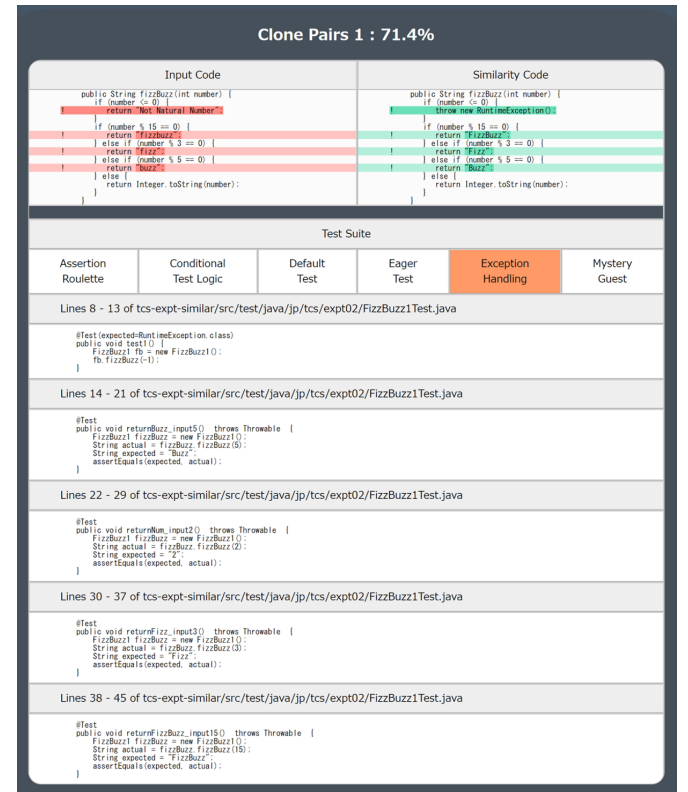 Clone Pairs 1 : 71.4%
Input Code
Similarity Code
public String fizzBuzz(int number) {
if (number <= 0) {
! return "Not Natural Number";
}
if (number % 15 == 0) {
! return "fizzbuzz";
} else if (number % 3 == 0) {
! return "fizz";
} else if (number % 5 == 0) {
! return "buzz";
} else {
return Integer.toString(number);
}
}
public String fizzBuzz(int number) {
if (number <= 0) {
! throw new RuntimeException();
}
if (number % 15 == 0) {
! return "FizzBuzz";
} else if (number % 3 == 0) {
! return "Fizz";
} else if (number % 5 == 0) {
! return "Buzz";
} else {
return Integer.toString(number);
}
}
Test Suite
Assertion
Roulette
Conditional
Test Logic
Default
Test
Eager
Test
Exception
Handling
Mystery
Guest
Lines 8 - 13 of tcs-expt-similar/src/test/java/jp/tcs/expt02/FizzBuzz1Test.java
@Test(expected=RuntimeException.class)
public void test1() {
FizzBuzz1 fb = new FizzBuzz1();
fb.fizzBuzz(-1);
}
Lines 14 - 21 of tcs-expt-similar/src/test/java/jp/tcs/expt02/FizzBuzz1Test.java
@Test
public void returnBuzz_input5() throws Throwable {
FizzBuzz1 fizzBuzz = new FizzBuzz1();
String actual = fizzBuzz.fizzBuzz(5);
String expected = "Buzz";
assertEquals(expected, actual);
}
Lines 22 - 29 of tcs-expt-similar/src/test/java/jp/tcs/expt02/FizzBuzz1Test.java
@Test
public void returnNum_input2() throws Throwable {
FizzBuzz1 fizzBuzz = new FizzBuzz1();
String actual = fizzBuzz.fizzBuzz(2);
String expected = "2";
assertEquals(expected, actual);
}
Lines 30 - 37 of tcs-expt-similar/src/test/java/jp/tcs/expt02/FizzBuzz1Test.java
@Test
public void returnFizz_input3() throws Throwable {
FizzBuzz1 fizzBuzz = new FizzBuzz1();
String actual = fizzBuzz.fizzBuzz(3);
String expected = "Fizz";
assertEquals(expected, actual);
}
Lines 38 - 45 of tcs-expt-similar/src/test/java/jp/tcs/expt02/FizzBuzz1Test.java
@Test
public void returnFizzBuzz_input15() throws Throwable {
FizzBuzz1 fizzBuzz = new FizzBuzz1();
String actual = fizzBuzz.fizzBuzz(15);
String expected = "FizzBuzz";
assertEquals(expected, actual);
}